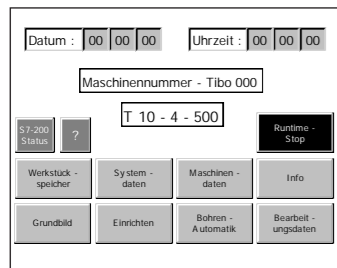 Datum : 00 00 00 Uhrzeit : 00 00 00
Maschinennummer - Tibo 000
T 10 - 4 - 500
S7-200
Status
?
Runtime -
Stop
Werkstück -
speicher
System -
daten
Maschinen -
daten
Info
Grundbild
Einrichten
Bohren -
Automatik
Bearbeit -
ungsdaten